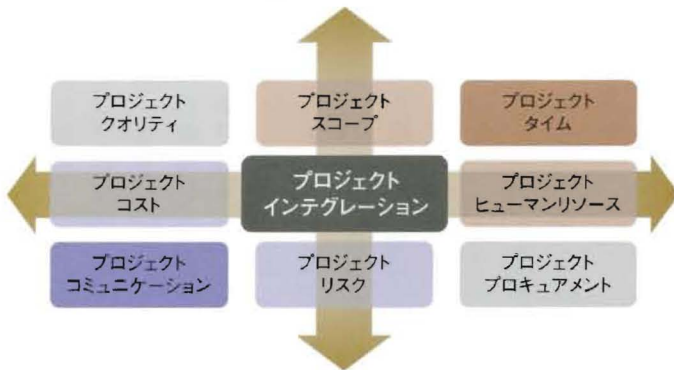 プロジェクト
クオリティ
プロジェクト
スコープ
プロジェクト
タイム
プロジェクト
コスト
プロジェクト
インテグレーション
プロジェクト
ヒューマンリソース
プロジェクト
コミュニケーション
プロジェクト
リスク
プロジェクト
プロキュアメント